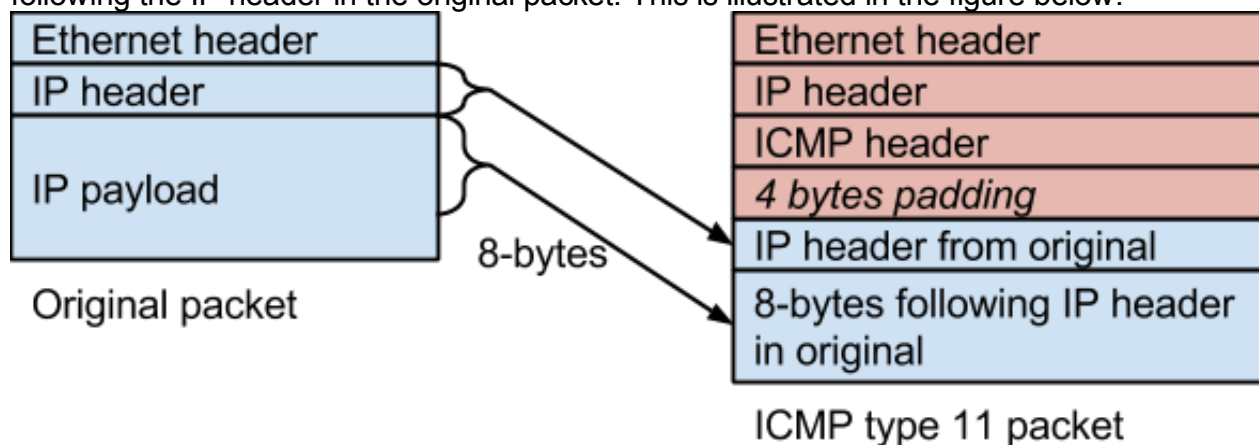 following the IP header in the original packet. This is illustrated in the figure below.
Ethernet header
IP header
IP payload
8-bytes
Original packet
Ethernet header
IP header
ICMP header
4 bytes padding
IP header from original
8-bytes following IP header
in original
ICMP type 11 packet